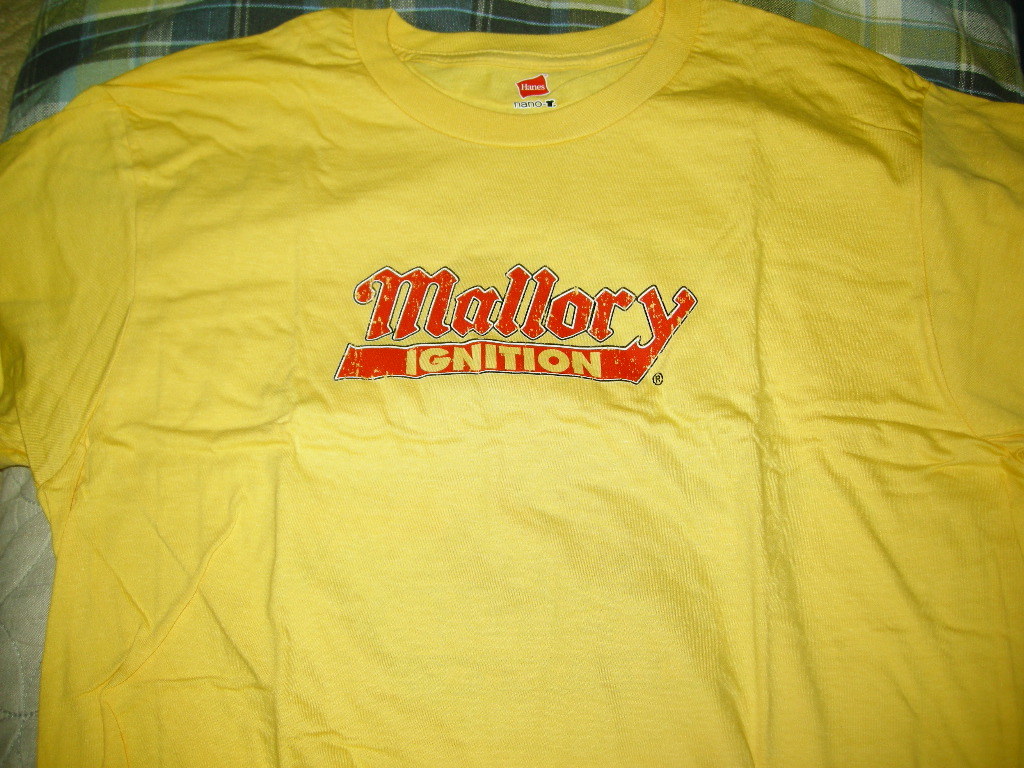 Hanes
nano-T
Mallory
IGNITION
®